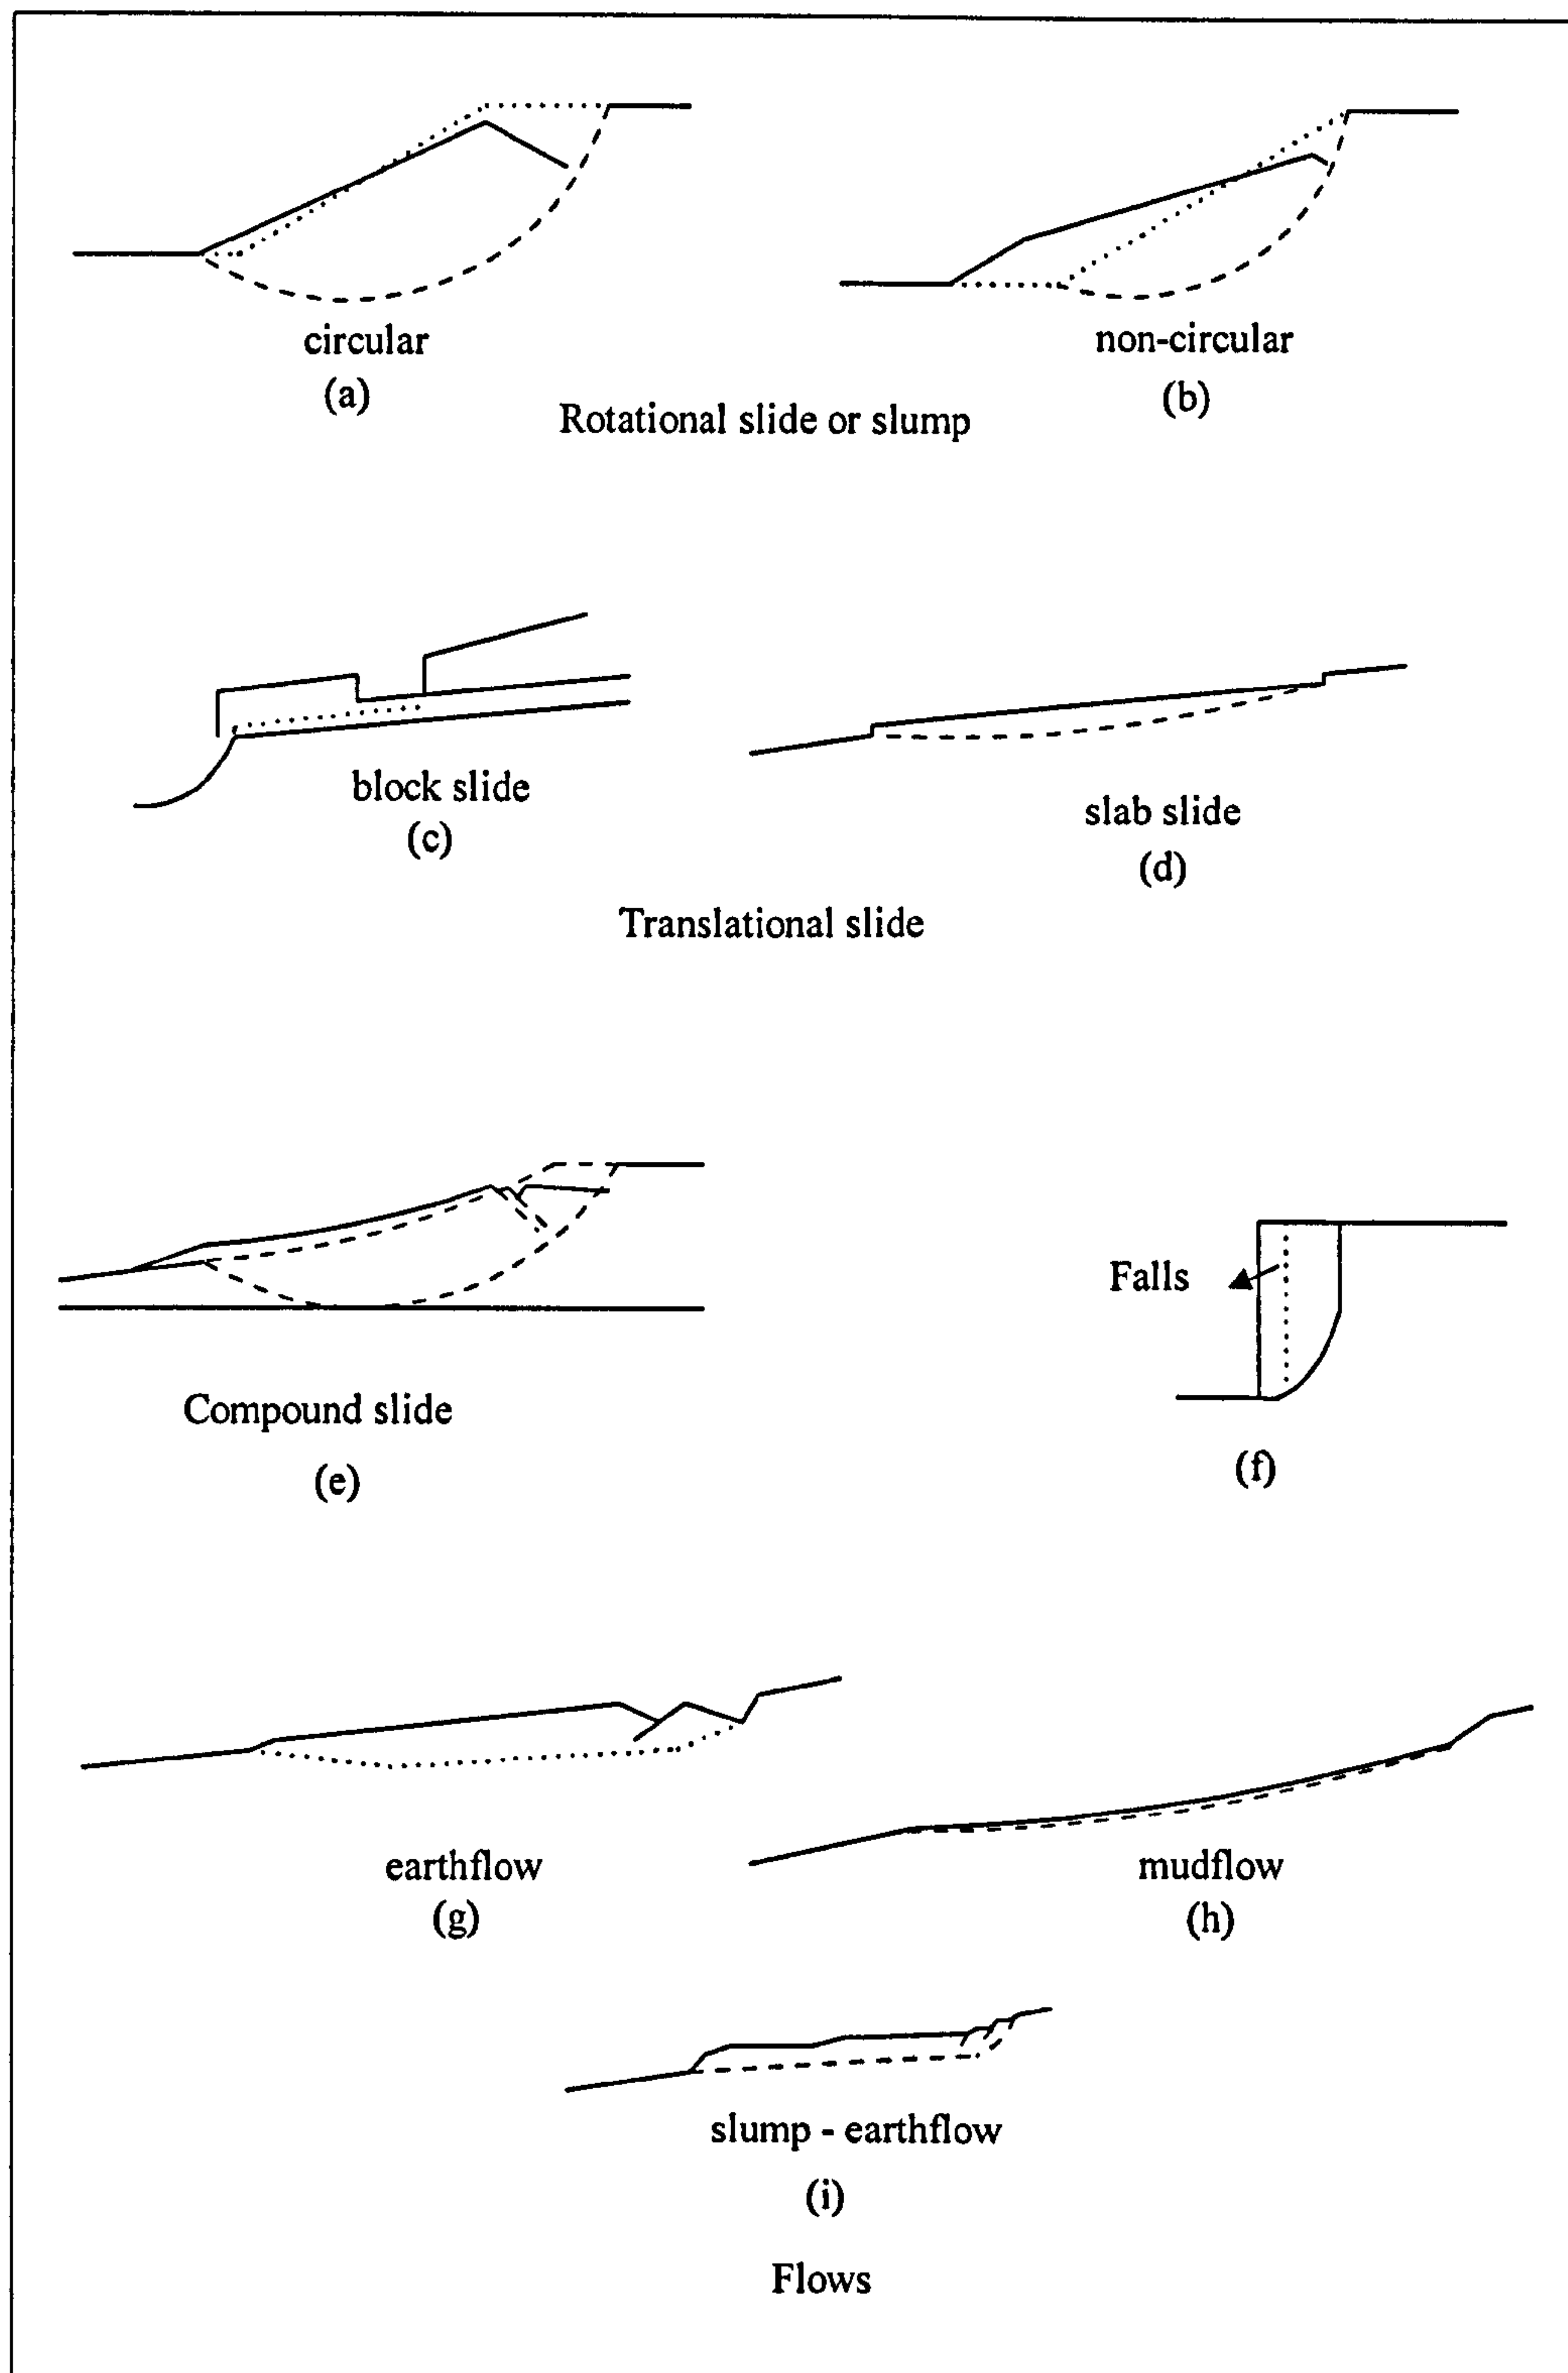 circular
(a)
non-circular
(b)
Rotational slide or slump
block slide
(c)
slab slide
(d)
Translational slide
Compound slide
(e)
Falls
(f)
earthflow
(g)
mudflow
(h)
slump - earthflow
(i)
Flows